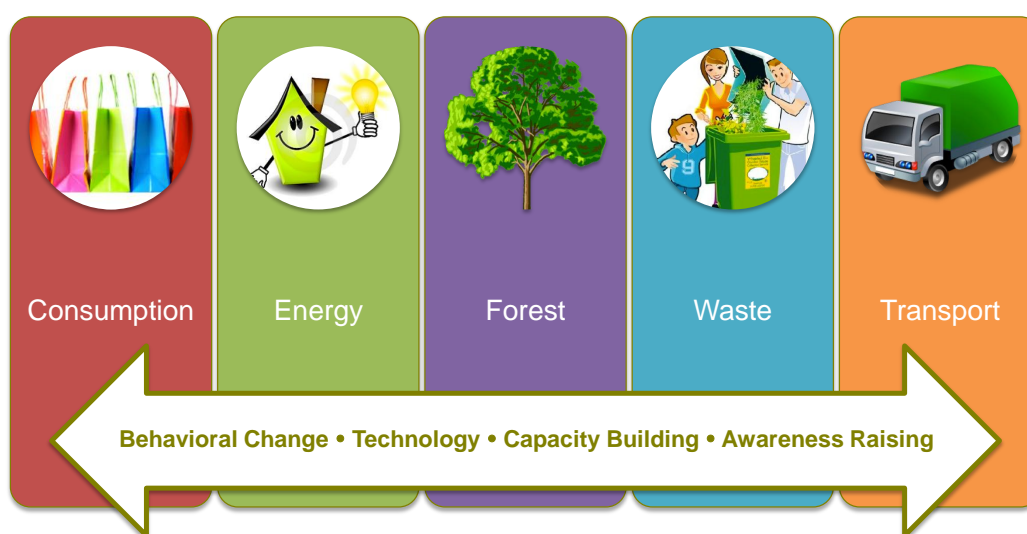 Consumption
Energy
Forest
Waste
Transport
Behavioral Change • Technology • Capacity Building • Awareness Raising